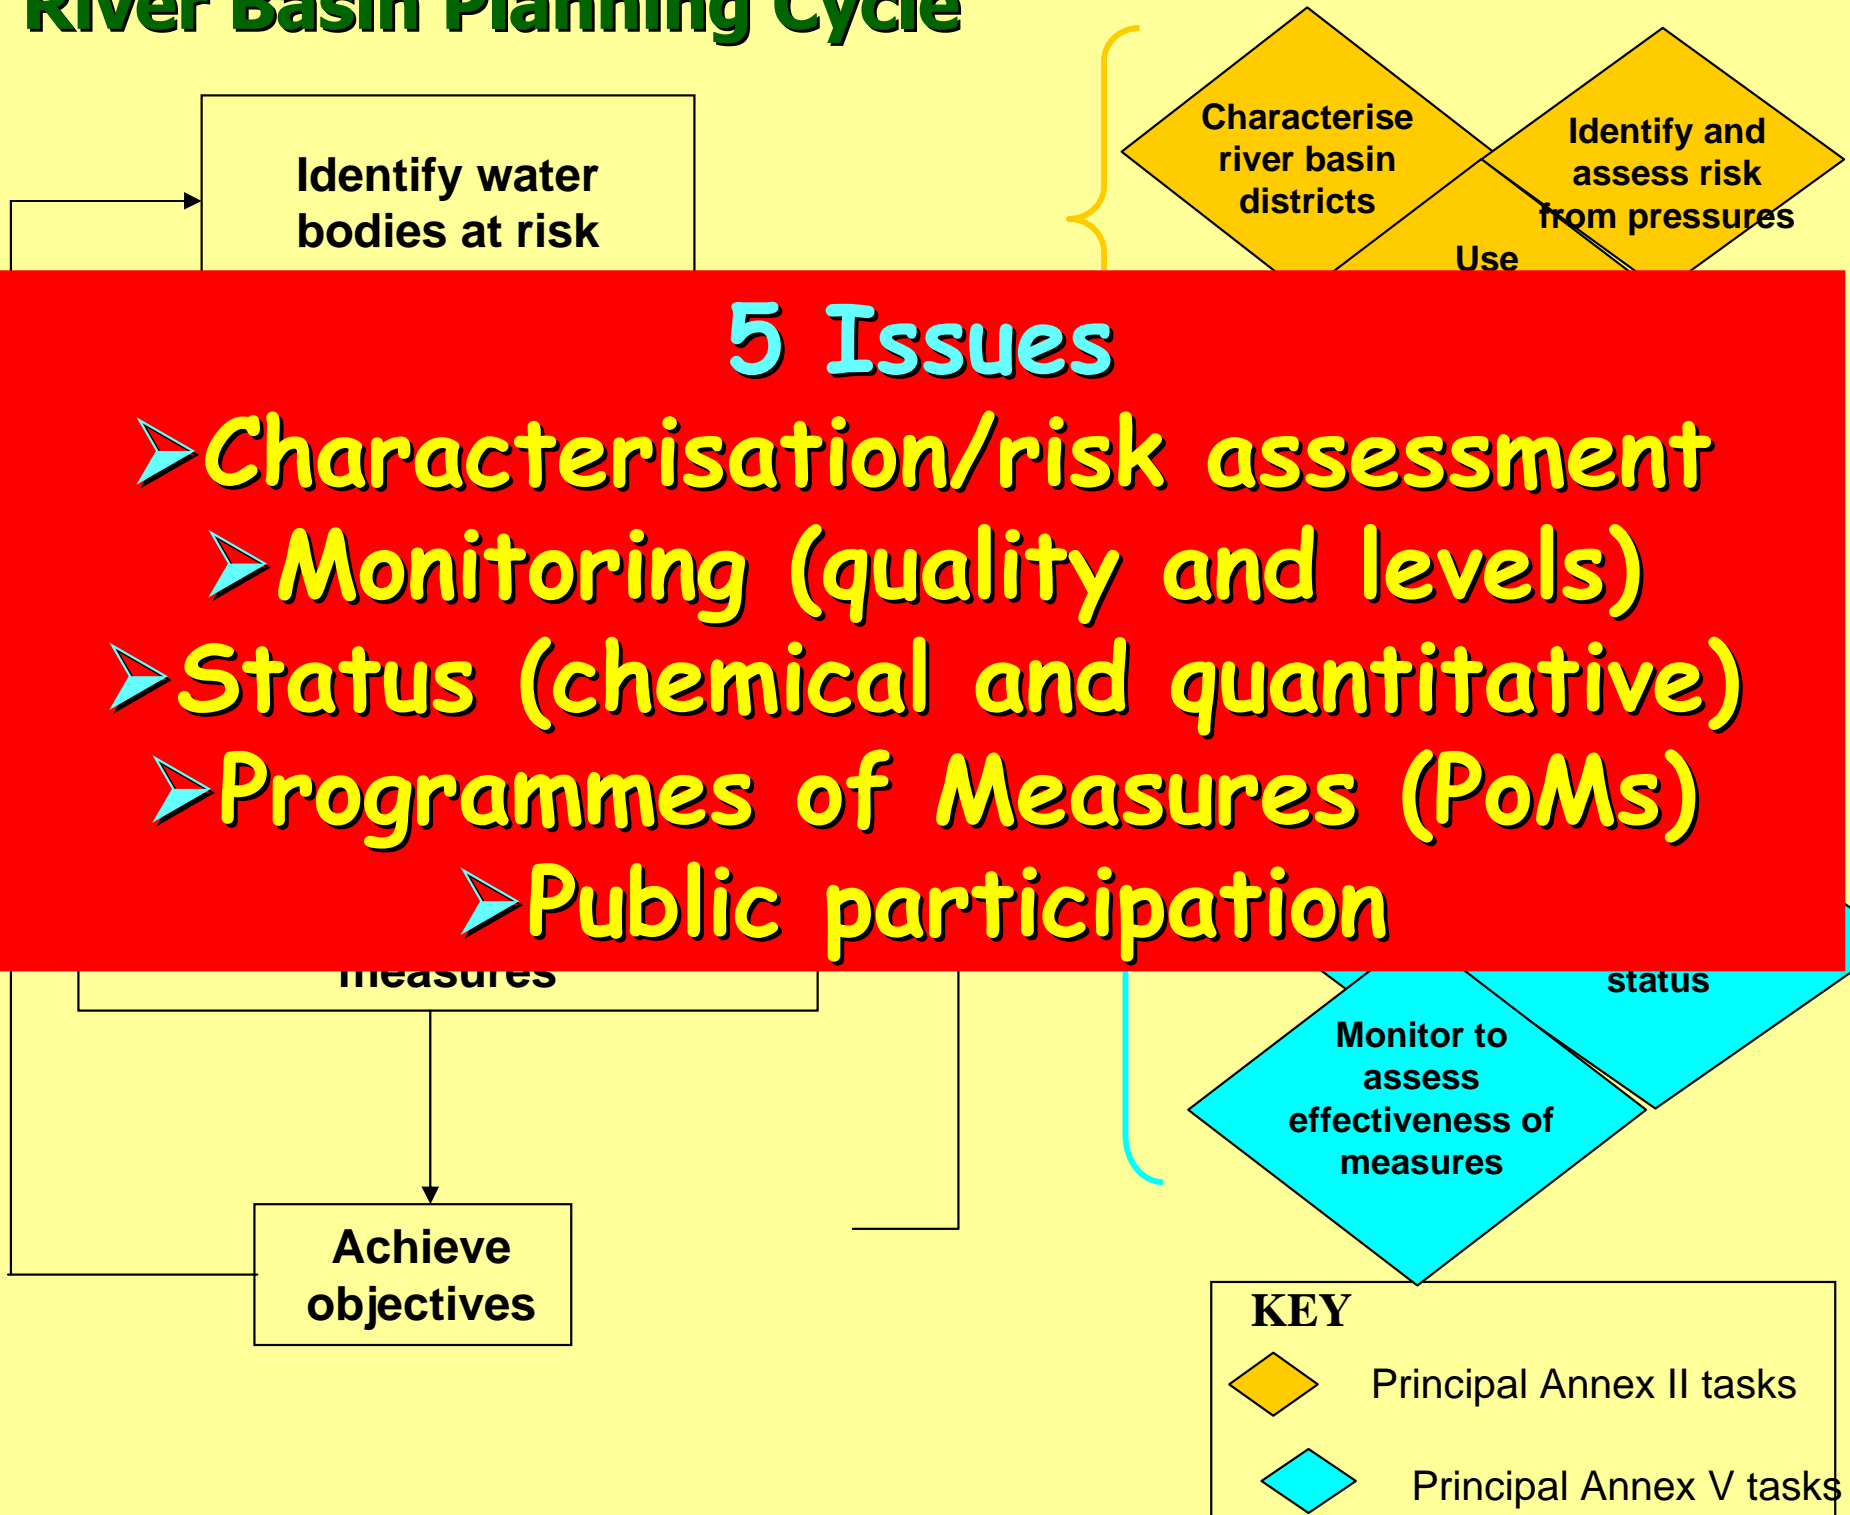 River Basin Planning Cycle
Identify water
bodies at risk
Characterise
river basin
districts
Identify and
assess risk
from pressures
Use
5 Issues
➢Characterisation/risk assessment
➢Monitoring (quality and levels)
➢Status (chemical and quantitative)
➢Programmes of Measures (PoMs)
➢Public participation
measures
status
Monitor to
assess
effectiveness of
measures
Achieve
objectives
KEY
Principal Annex II tasks
Principal Annex V tasks